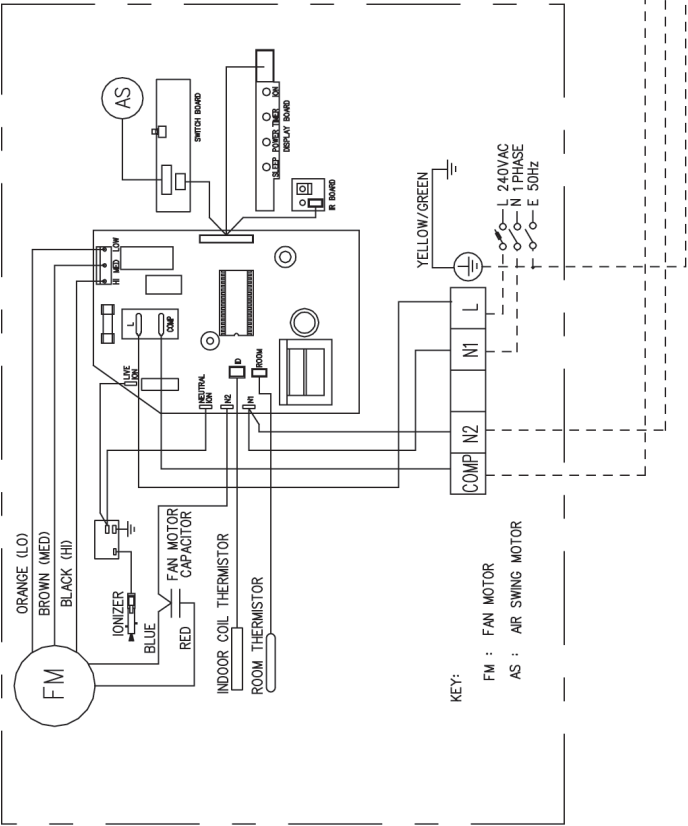 AS
SWITCH BOARD
SLEEP POWER TIMER ION
DISPLAY BOARD
IR BOARD
HI MED LOW
L
COMP
LIVE
ION
NEUTRAL
ION
N2
N1
ID
ROOM
YELLOW/GREEN
L 240VAC
N 1PHASE
E 50Hz
COMP N2 N1 L
ORANGE (LO)
BROWN (MED)
BLACK (HI)
FM
IONIZER
BLUE
RED
FAN MOTOR
CAPACITOR
INDOOR COIL THERMISTOR
ROOM THERMISTOR
KEY:
FM : FAN MOTOR
AS : AIR SWING MOTOR